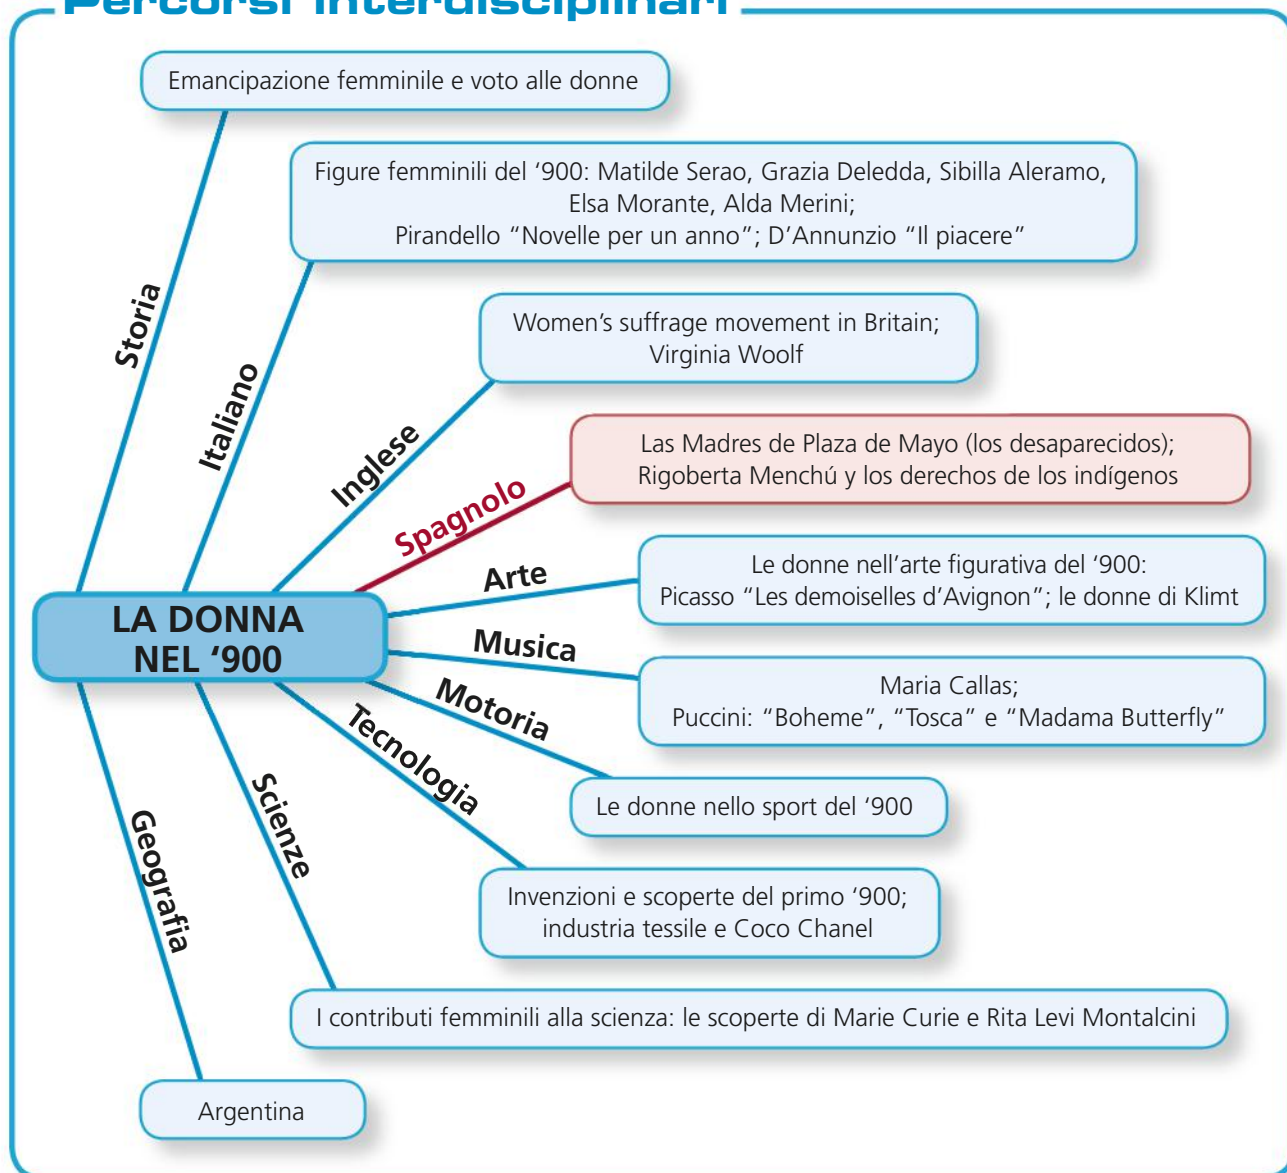 Percorsi interdisciplinari
Emancipazione femminile e voto alle donne
Storia
Figure femminili del ‘900: Matilde Serao, Grazia Deledda, Sibilla Aleramo,
Elsa Morante, Alda Merini;
Pirandello “Novelle per un anno”; D’Annunzio “Il piacere”
Italiano
Women’s suffrage movement in Britain;
Virginia Woolf
Inglese
Las Madres de Plaza de Mayo (los desaparecidos);
Rigoberta Menchú y los derechos de los indígenos
Spagnolo
Le donne nell’arte figurativa del ‘900:
Picasso “Les demoiselles d’Avignon”; le donne di Klimt
Arte
LA DONNA
NEL ‘900
Musica
Maria Callas;
Puccini: “Boheme”, “Tosca” e “Madama Butterfly”
Motoria
Le donne nello sport del ‘900
Tecnologia
Invenzioni e scoperte del primo ‘900;
industria tessile e Coco Chanel
Scienze
I contributi femminili alla scienza: le scoperte di Marie Curie e Rita Levi Montalcini
Geografia
Argentina